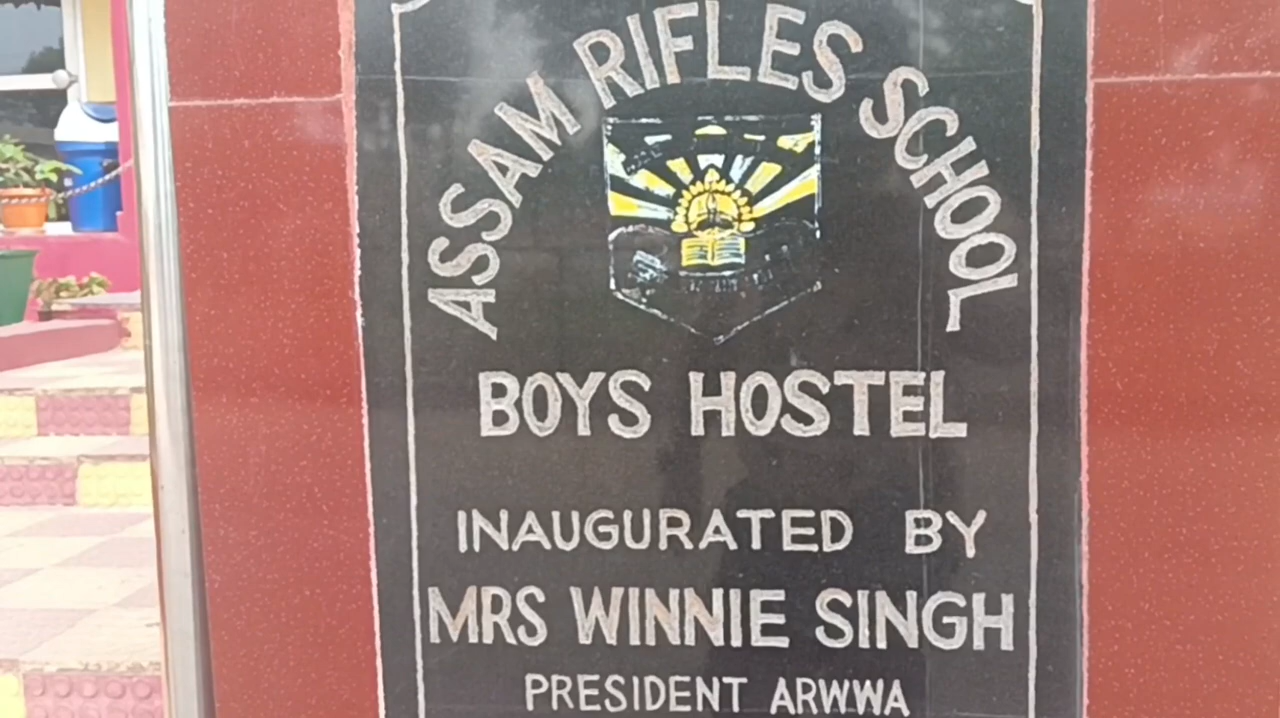 ASSAM RIFLES SCHOOL
BOYS HOSTEL
INAUGURATED BY
MRS WINNIE SINGH
PRESIDENT ARWWA